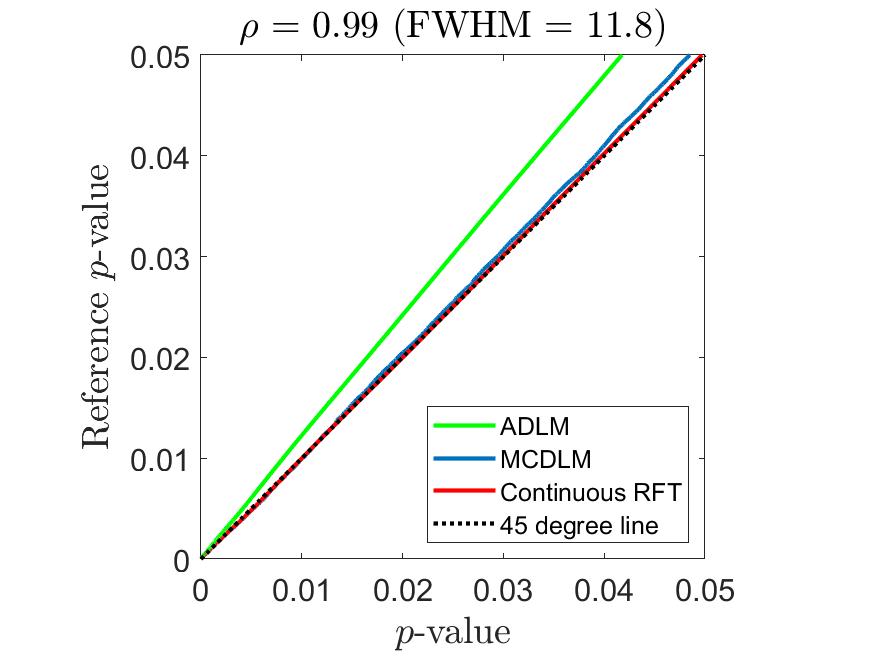 ρ = 0.99 (FWHM = 11.8)
0.05
0.04
0.03
0.02
0.01
0
Reference p-value
ADLM
MCDLM
Continuous RFT
45 degree line
0 0.01 0.02 0.03 0.04 0.05
p-value